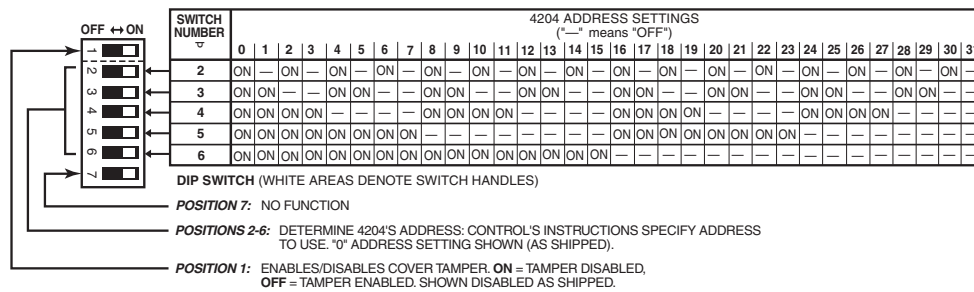 OFF ↔ ON
1
2
3
4
5
6
7
SWITCH NUMBER
4204 ADDRESS SETTINGS
("—" means "OFF")
0 1 2 3 4 5 6 7 8 9 10 11 12 13 14 15 16 17 18 19 20 21 22 23 24 25 26 27 28 29 30 31
2 ON — ON — ON — ON — ON — ON — ON — ON — ON — ON — ON — ON — ON — ON — ON — ON —
3 ON ON — — ON ON — — ON ON — — ON ON — — ON ON — — ON ON — — ON ON — — ON ON — —
4 ON ON ON ON — — — — ON ON ON ON — — — — ON ON ON ON — — — — ON ON ON ON — — — —
5 ON ON ON ON ON ON ON ON — — — — — — — — ON ON ON ON ON ON ON ON — — — — — — — —
6 ON ON ON ON ON ON ON ON ON ON ON ON ON ON ON ON — — — — — — — — — — — — — — — —
DIP SWITCH (WHITE AREAS DENOTE SWITCH HANDLES)
POSITION 7: NO FUNCTION
POSITIONS 2-6: DETERMINE 4204'S ADDRESS: CONTROL'S INSTRUCTIONS SPECIFY ADDRESS
TO USE. "0" ADDRESS SETTING SHOWN (AS SHIPPED).
POSITION 1: ENABLES/DISABLES COVER TAMPER. ON = TAMPER DISABLED,
OFF = TAMPER ENABLED. SHOWN DISABLED AS SHIPPED.